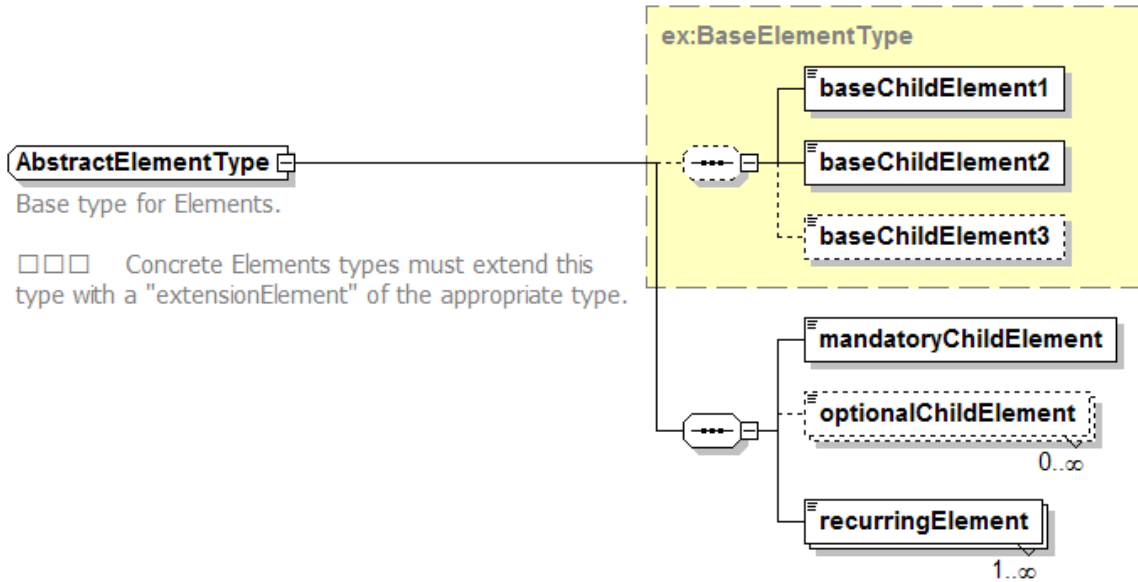 ex:BaseElementType
baseChildElement1
AbstractElementType
baseChildElement2
Base type for Elements.
baseChildElement3
□□□ Concrete Elements types must extend this
type with a "extensionElement" of the appropriate type.
mandatoryChildElement
optionalChildElement
0..∞
recurringElement
1..∞